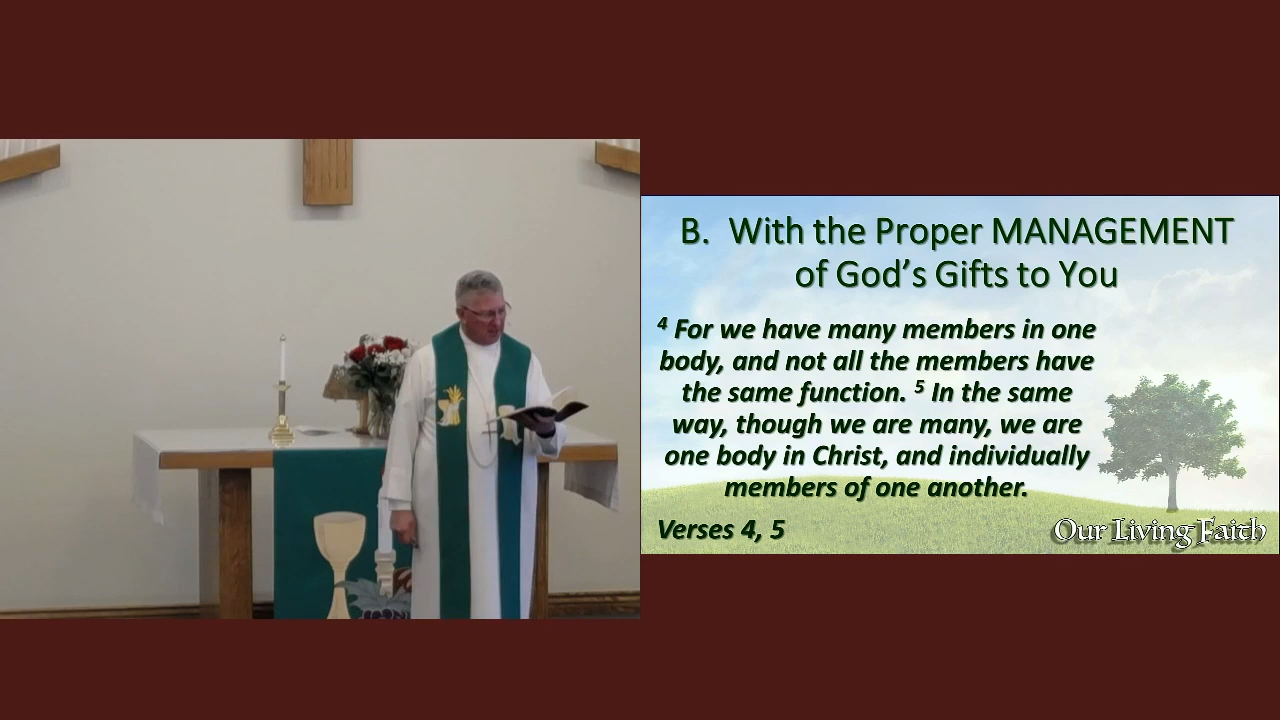 B. With the Proper MANAGEMENT
of God's Gifts to You
4 For we have many members in one
body, and not all the members have
the same function. 5 In the same
way, though we are many, we are
one body in Christ, and individually
members of one another.
Verses 4, 5
Our Living Faith